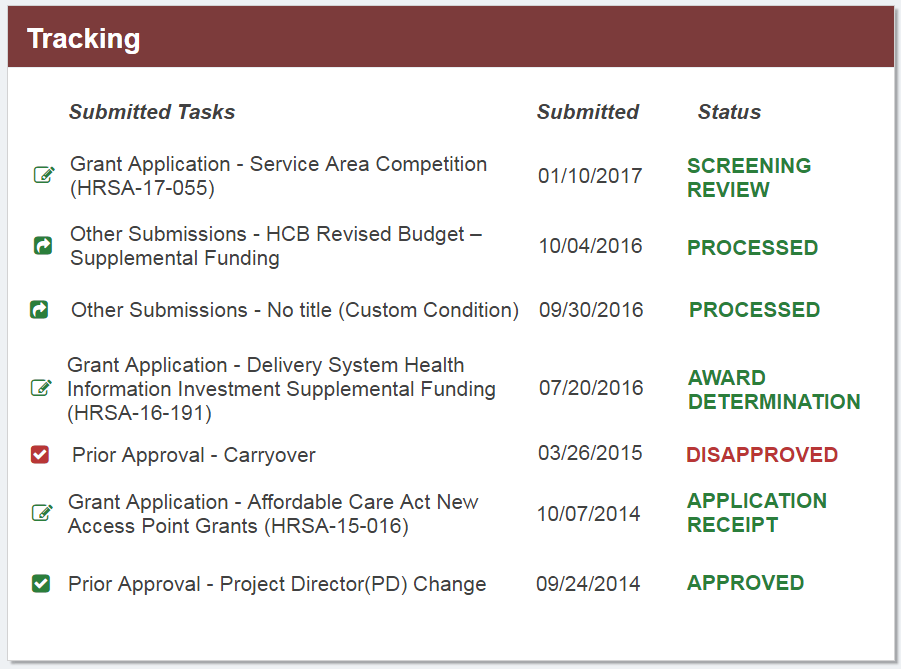 Tracking
Submitted Tasks Submitted Status
Grant Application - Service Area Competition
(HRSA-17-055) 01/10/2017 SCREENING
REVIEW
Other Submissions - HCB Revised Budget –
Supplemental Funding 10/04/2016 PROCESSED
Other Submissions - No title (Custom Condition) 09/30/2016 PROCESSED
Grant Application - Delivery System Health
Information Investment Supplemental Funding
(HRSA-16-191) 07/20/2016 AWARD
DETERMINATION
Prior Approval - Carryover 03/26/2015 DISAPPROVED
Grant Application - Affordable Care Act New
Access Point Grants (HRSA-15-016) 10/07/2014 APPLICATION
RECEIPT
Prior Approval - Project Director(PD) Change 09/24/2014 APPROVED